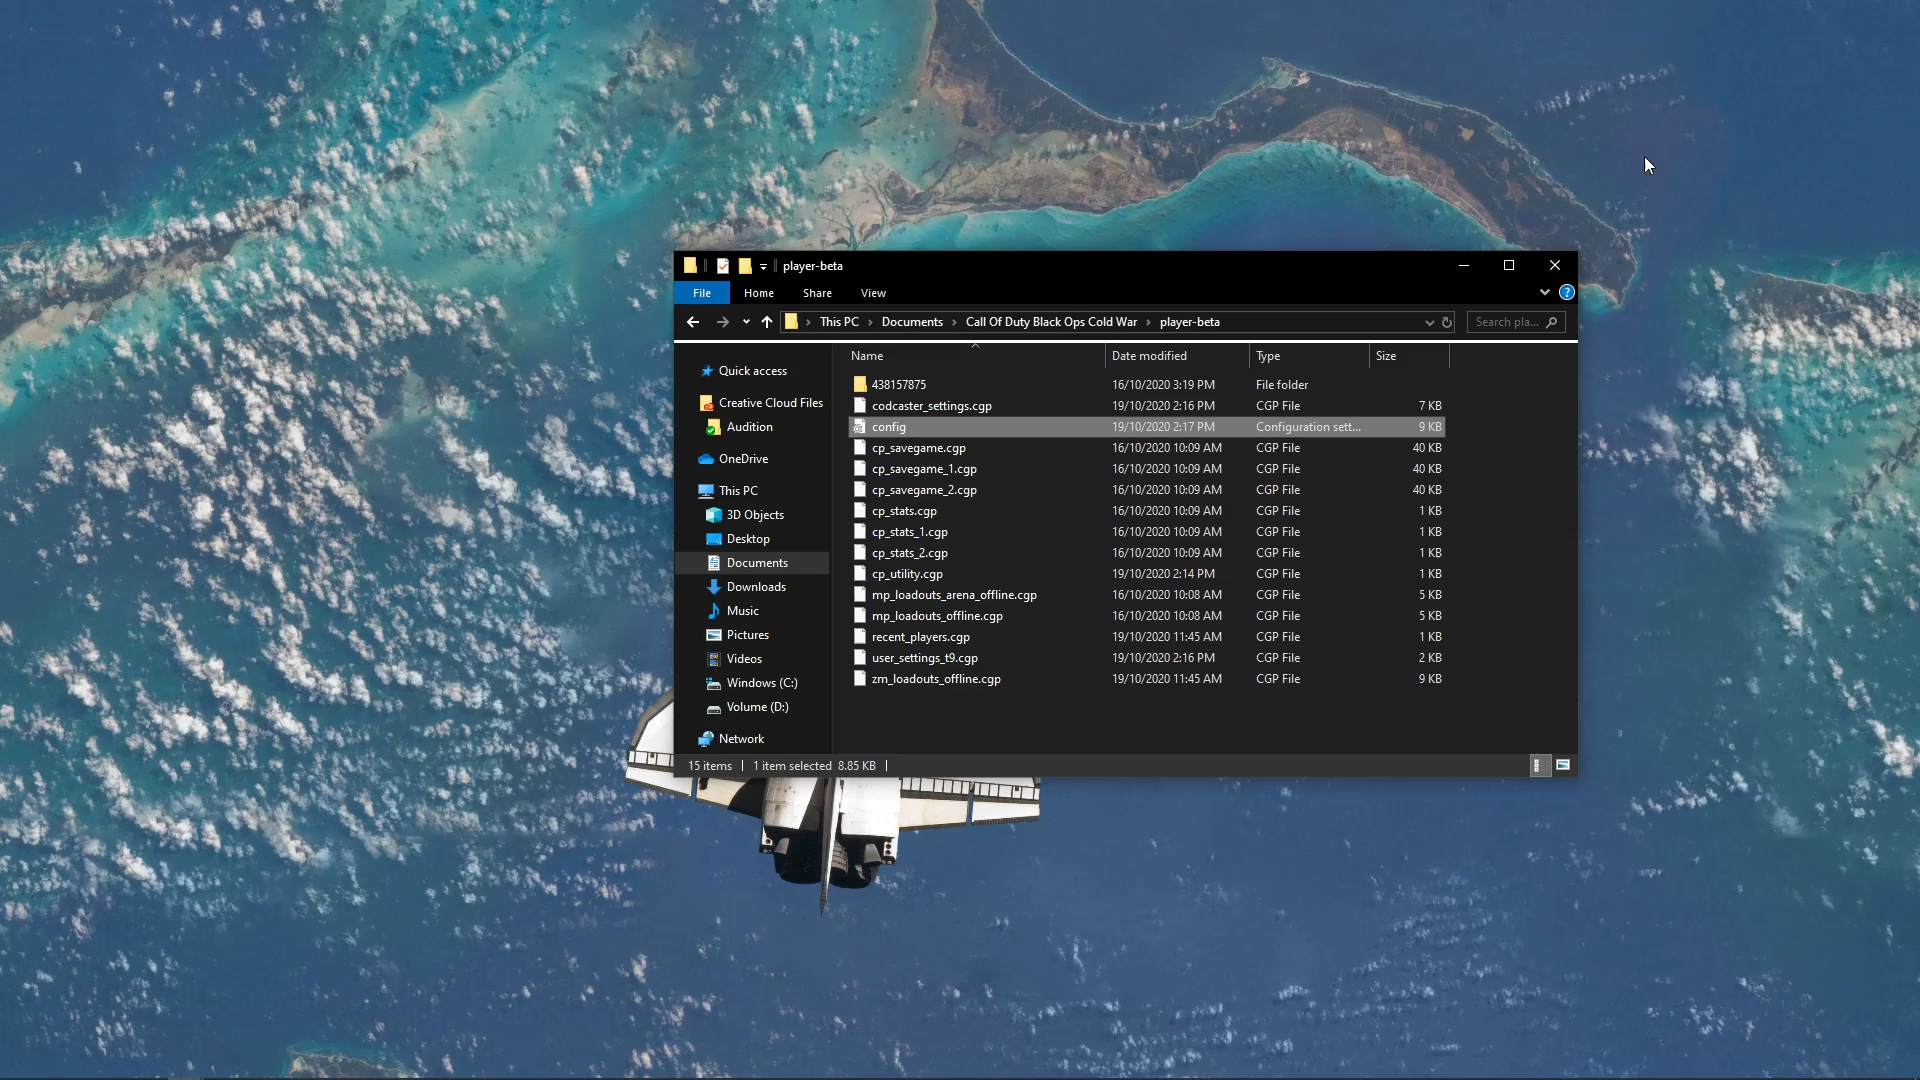 player-beta
File Home Share View
This PC Documents Call Of Duty Black Ops Cold War player-beta Search pla...
Name Date modified Type Size
Quick access
Creative Cloud Files
Audition
OneDrive
This PC
3D Objects
Desktop
Documents
Downloads
Music
Pictures
Videos
Windows (C:)
Volume (D:)
Network
438157875 16/10/2020 3:19 PM File folder
codcaster_settings.cgp 19/10/2020 2:16 PM CGP File 7 KB
config 19/10/2020 2:17 PM Configuration sett... 9 KB
cp_savegame.cgp 16/10/2020 10:09 AM CGP File 40 KB
cp_savegame_1.cgp 16/10/2020 10:09 AM CGP File 40 KB
cp_savegame_2.cgp 16/10/2020 10:09 AM CGP File 40 KB
cp_stats.cgp 16/10/2020 10:09 AM CGP File 1 KB
cp_stats_1.cgp 16/10/2020 10:09 AM CGP File 1 KB
cp_stats_2.cgp 16/10/2020 10:09 AM CGP File 1 KB
cp_utility.cgp 19/10/2020 2:14 PM CGP File 1 KB
mp_loadouts_arena_offline.cgp 16/10/2020 10:08 AM CGP File 5 KB
mp_loadouts_offline.cgp 16/10/2020 10:08 AM CGP File 5 KB
recent_players.cgp 19/10/2020 11:45 AM CGP File 1 KB
user_settings_t9.cgp 19/10/2020 2:16 PM CGP File 2 KB
zm_loadouts_offline.cgp 19/10/2020 11:45 AM CGP File 9 KB
15 items 1 item selected 8.85 KB